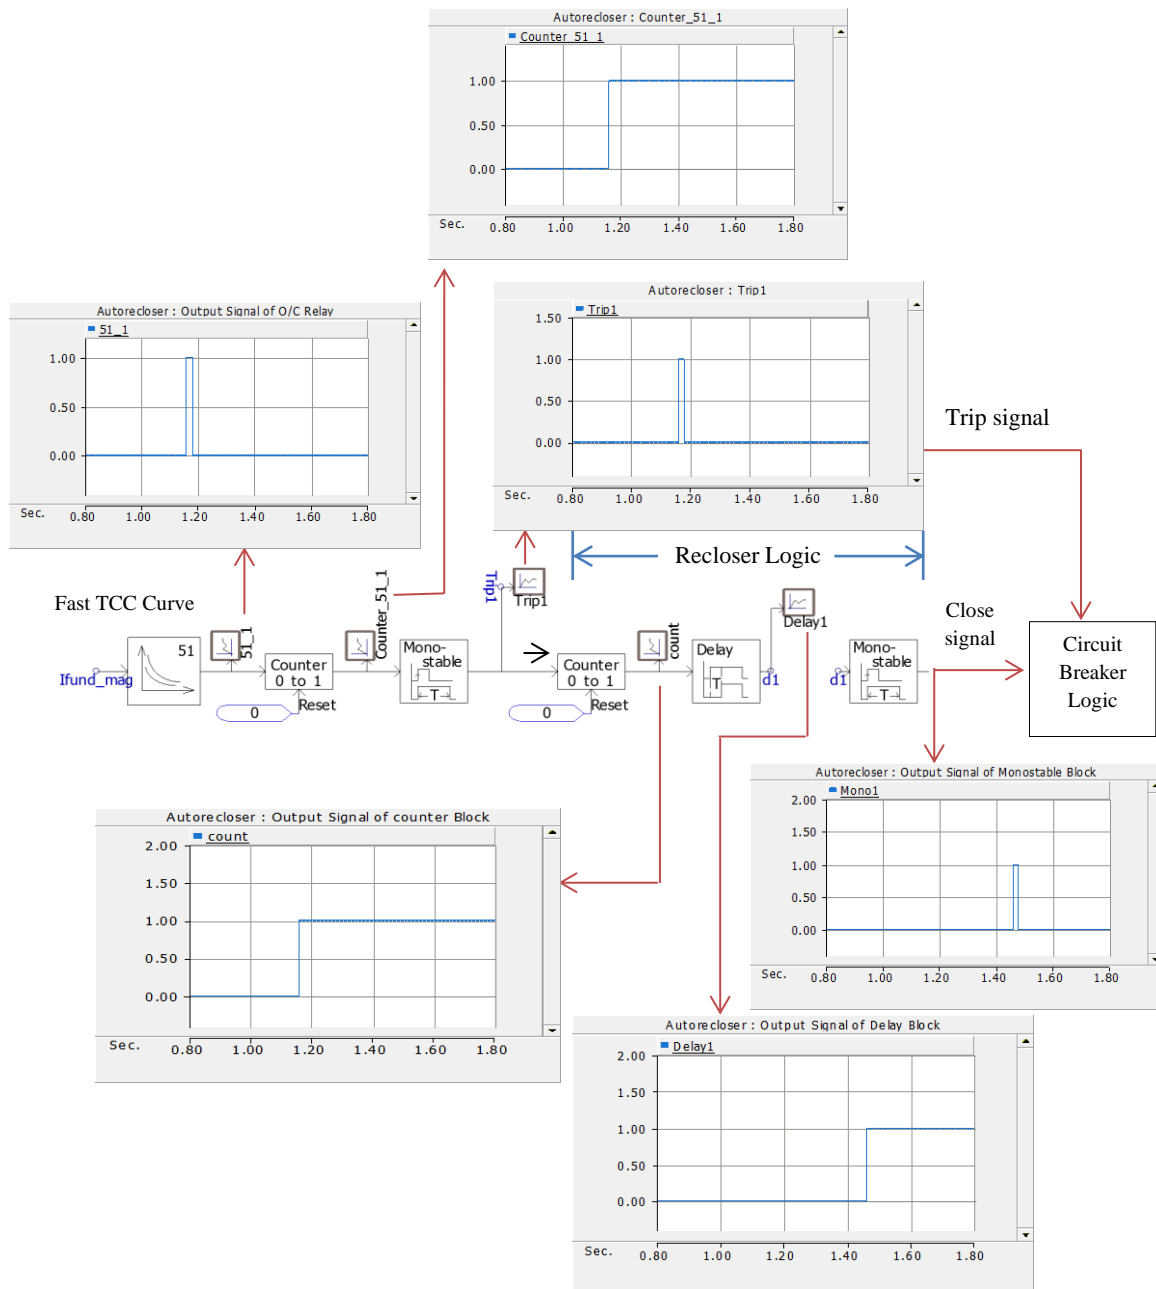 Autorecloser : Counter_51_1
Counter 51 1
1.00
0.50
0.00
Sec.
0.80 1.00 1.20 1.40 1.60 1.80
Autorecloser : Output Signal of O/C Relay
51_1
1.00
0.50
0.00
Sec.
0.80 1.00 1.20 1.40 1.60 1.80
Autorecloser : Trip1
Trip1
1.50
1.00
0.50
0.00
Sec.
0.80 1.00 1.20 1.40 1.60 1.80
Trip signal
Recloser Logic
Fast TCC Curve
Ifund_mag
51
51_1
Counter
0 to 1
0
Reset
Counter_51_1
Mono-
stable
T
Trip1
Trip1
Counter
0 to 1
0
Reset
count
Delay
T
d1
Delay1
d1
Mono-
stable
T
Close
signal
Circuit
Breaker
Logic
Autorecloser : Output Signal of Monostable Block
Mono1
2.00
1.50
1.00
0.50
0.00
Sec.
0.80 1.00 1.20 1.40 1.60 1.80
Autorecloser : Output Signal of counter Block
count
2.00
1.50
1.00
0.50
0.00
Sec.
0.80 1.00 1.20 1.40 1.60 1.80
Autorecloser : Output Signal of Delay Block
Delay1
2.00
1.50
1.00
0.50
0.00
Sec.
0.80 1.00 1.20 1.40 1.60 1.80